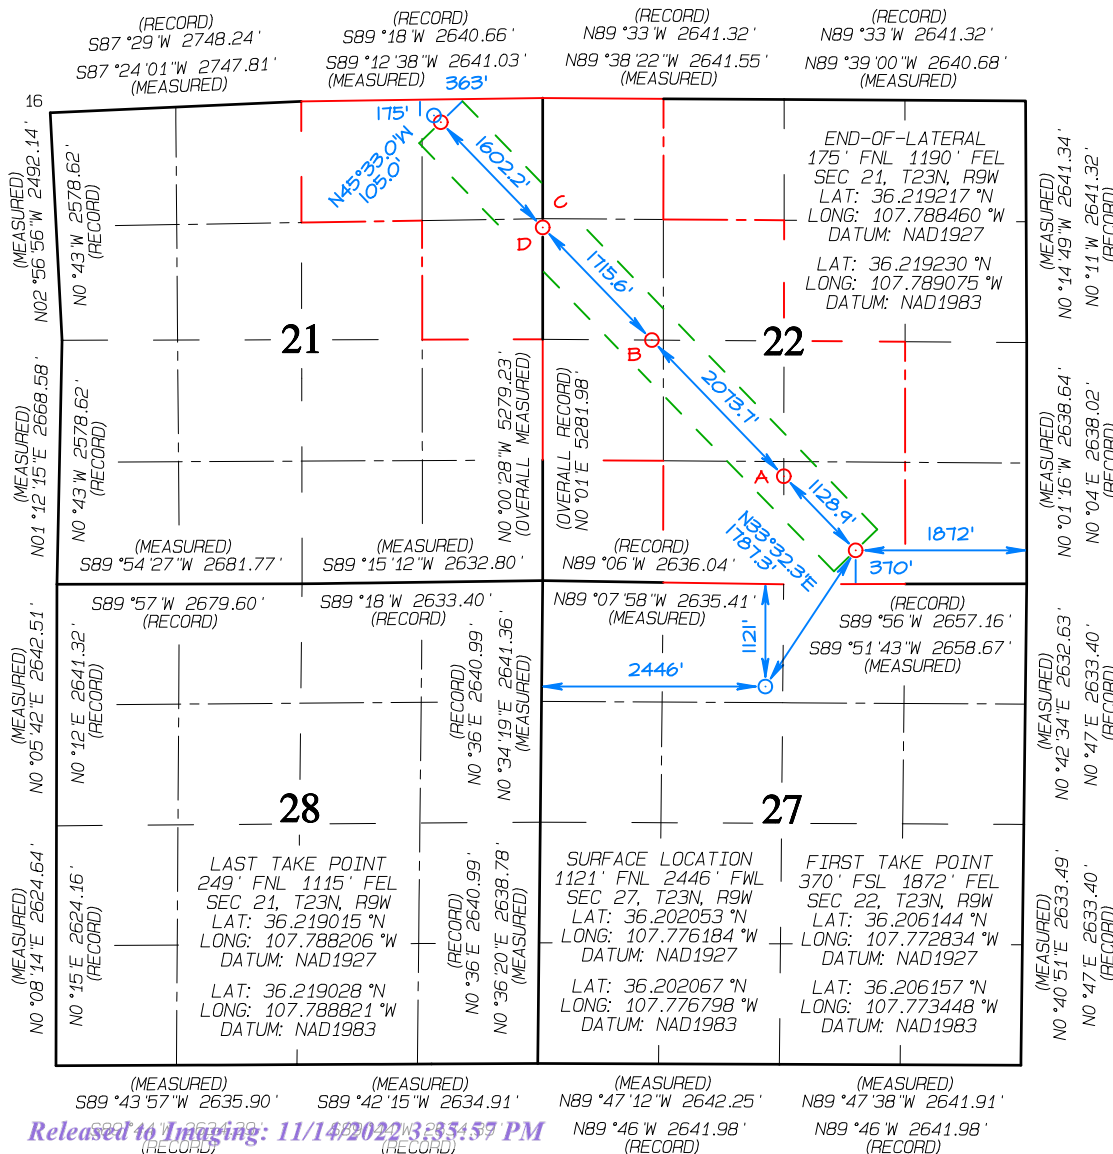 (RECORD)
S87°29'W 2748.24'
S87°24'01"W 2747.81'
(MEASURED)
(RECORD)
S89°18'W 2640.66'
S89°12'38"W 2641.03'
(MEASURED)
(RECORD)
N89°33'W 2641.32'
N89°38'22"W 2641.55'
(MEASURED)
(RECORD)
N89°33'W 2641.32'
N89°39'00"W 2640.68'
(MEASURED)
16
363'
175'
N45°33.0'W
105.0'
1602.2'
C
D
1715.6'
B
2073.7'
A
1128.9'
1872'
370'
N33°32.3'E
1787.3'
1121'
2446'
END-OF-LATERAL
175' FNL 1190' FEL
SEC 21, T23N, R9W
LAT: 36.219217°N
LONG: 107.788460°W
DATUM: NAD1927
LAT: 36.219230°N
LONG: 107.789075°W
DATUM: NAD1983
(MEASURED)
N02°56'56"W 2492.14'
N0°43'W 2578.62'
(RECORD)
(MEASURED)
N01°12'15"E 2668.58'
N0°43'W 2578.62'
(RECORD)
21
22
N0°00'28"W 5279.23'
(OVERALL MEASURED)
(OVERALL RECORD)
N0°01'E 5281.98'
(MEASURED)
N0°14'49"W 2641.34'
N0°11'W 2641.32'
(RECORD)
(MEASURED)
N0°01'16"W 2638.64'
N0°04'E 2638.02'
(RECORD)
(MEASURED)
S89°54'27"W 2681.77'
(MEASURED)
S89°15'12"W 2632.80'
(RECORD)
N89°06'W 2636.04'
S89°57'W 2679.60'
(RECORD)
S89°18'W 2633.40'
(RECORD)
N89°07'58"W 2635.41'
(MEASURED)
(RECORD)
S89°56'W 2657.16'
S89°51'43"W 2658.67'
(MEASURED)
(MEASURED)
N0°05'42"E 2642.51'
N0°12'E 2641.32'
(RECORD)
(RECORD)
N0°36'E 2640.99'
N0°34'19"E 2641.36'
(MEASURED)
(MEASURED)
N0°42'34"E 2632.63'
N0°47'E 2633.40'
(RECORD)
28
27
(MEASURED)
N0°08'14"E 2624.64'
N0°15'E 2624.16'
(RECORD)
LAST TAKE POINT
249' FNL 1115' FEL
SEC 21, T23N, R9W
LAT: 36.219015°N
LONG: 107.788206°W
DATUM: NAD1927
LAT: 36.219028°N
LONG: 107.788821°W
DATUM: NAD1983
(RECORD)
N0°36'E 2640.99'
N0°36'20"E 2638.78'
(MEASURED)
SURFACE LOCATION
1121' FNL 2446' FWL
SEC 27, T23N, R9W
LAT: 36.202053°N
LONG: 107.776184°W
DATUM: NAD1927
LAT: 36.202067°N
LONG: 107.776798°W
DATUM: NAD1983
FIRST TAKE POINT
370' FSL 1872' FEL
SEC 22, T23N, R9W
LAT: 36.206144°N
LONG: 107.772834°W
DATUM: NAD1927
LAT: 36.206157°N
LONG: 107.773448°W
DATUM: NAD1983
(MEASURED)
N0°40'51"E 2633.49'
N0°47'E 2633.40'
(RECORD)
(MEASURED)
S89°43'57"W 2635.90'
(RECORD)
(MEASURED)
S89°42'15"W 2634.91'
(RECORD)
(MEASURED)
N89°47'12"W 2642.25'
N89°46'W 2641.98'
(RECORD)
(MEASURED)
N89°47'38"W 2641.91'
N89°46'W 2641.98'
(RECORD)
Released to Imaging: 11/14/2022 3:35:57 PM